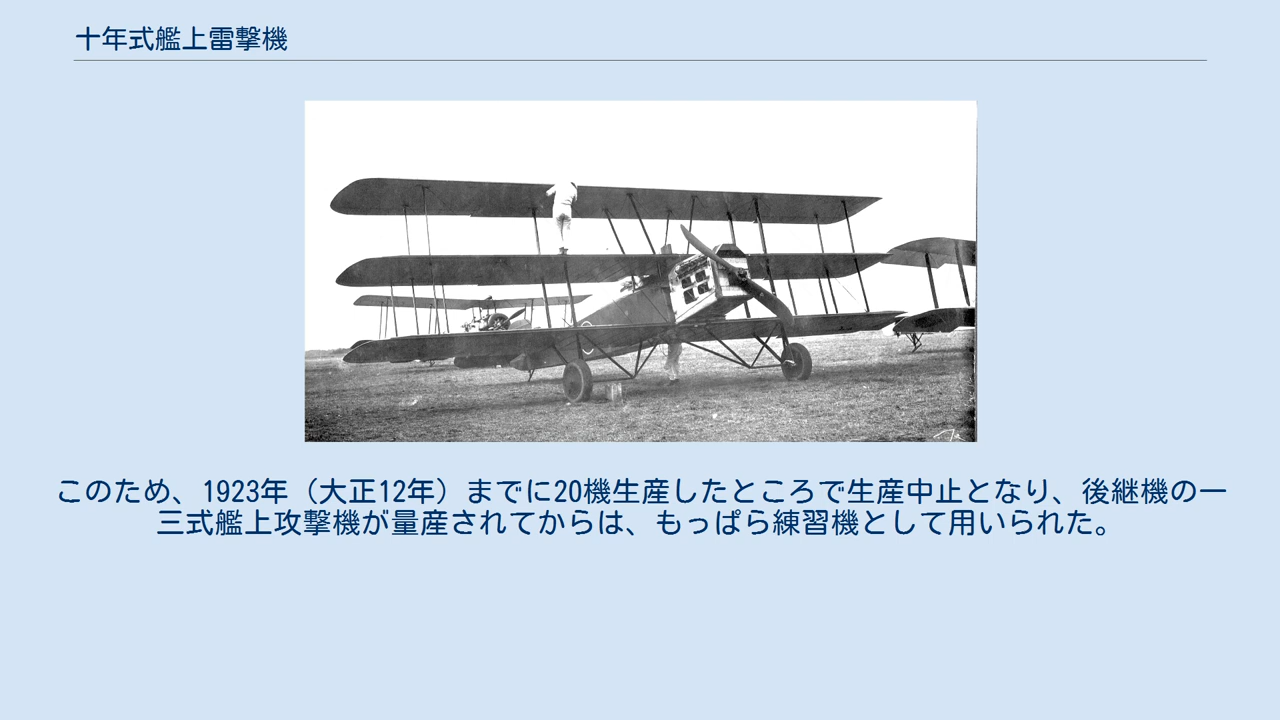 十年式艦上雷撃機
このため、1923年（大正12年）までに20機生産したところで生産中止となり、後継機の一
三式艦上攻撃機が量産されてからは、もっぱら練習機として用いられた。